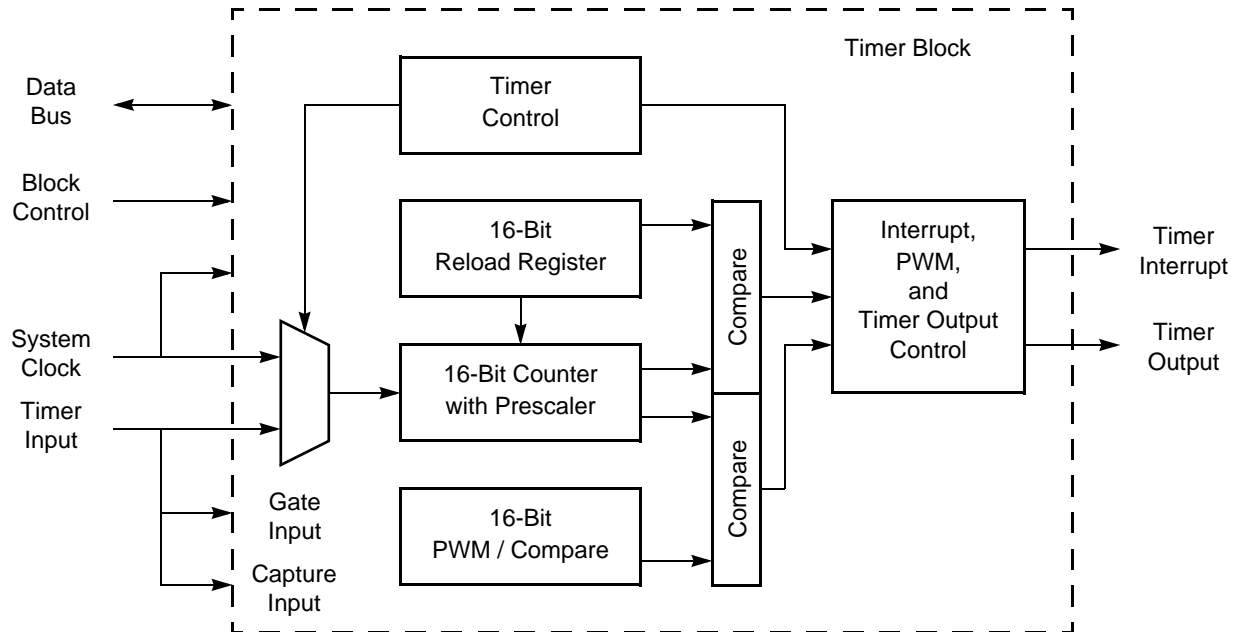 Timer Block
Data
Bus
Block
Control
System
Clock
Timer
Input
Gate
Input
Capture
Input
Timer
Control
16-Bit
Reload Register
16-Bit Counter
with Prescaler
16-Bit
PWM / Compare
Compare
Compare
Interrupt,
PWM,
and
Timer Output
Control
Timer
Interrupt
Timer
Output